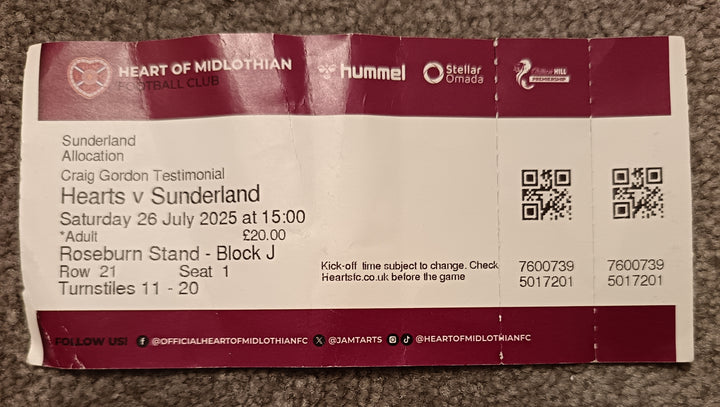 HEART OF MIDLOTHIAN
FOOTBALL CLUB
hummel
Stellar
Omada
William HILL
PREMIERSHIP
Sunderland
Allocation
Craig Gordon Testimonial
Hearts v Sunderland
Saturday 26 July 2025 at 15:00
*Adult £20.00
Roseburn Stand - Block J
Row 21 Seat 1
Turnstiles 11 - 20
Kick-off time subject to change. Check
Heartsfc.co.uk before the game
7600739
5017201
7600739
5017201
FOLLOW US! @OFFICIALHEARTOFMIDLOTHIANFC @JAMTARTS @HEARTOFMIDLOTHIANFC